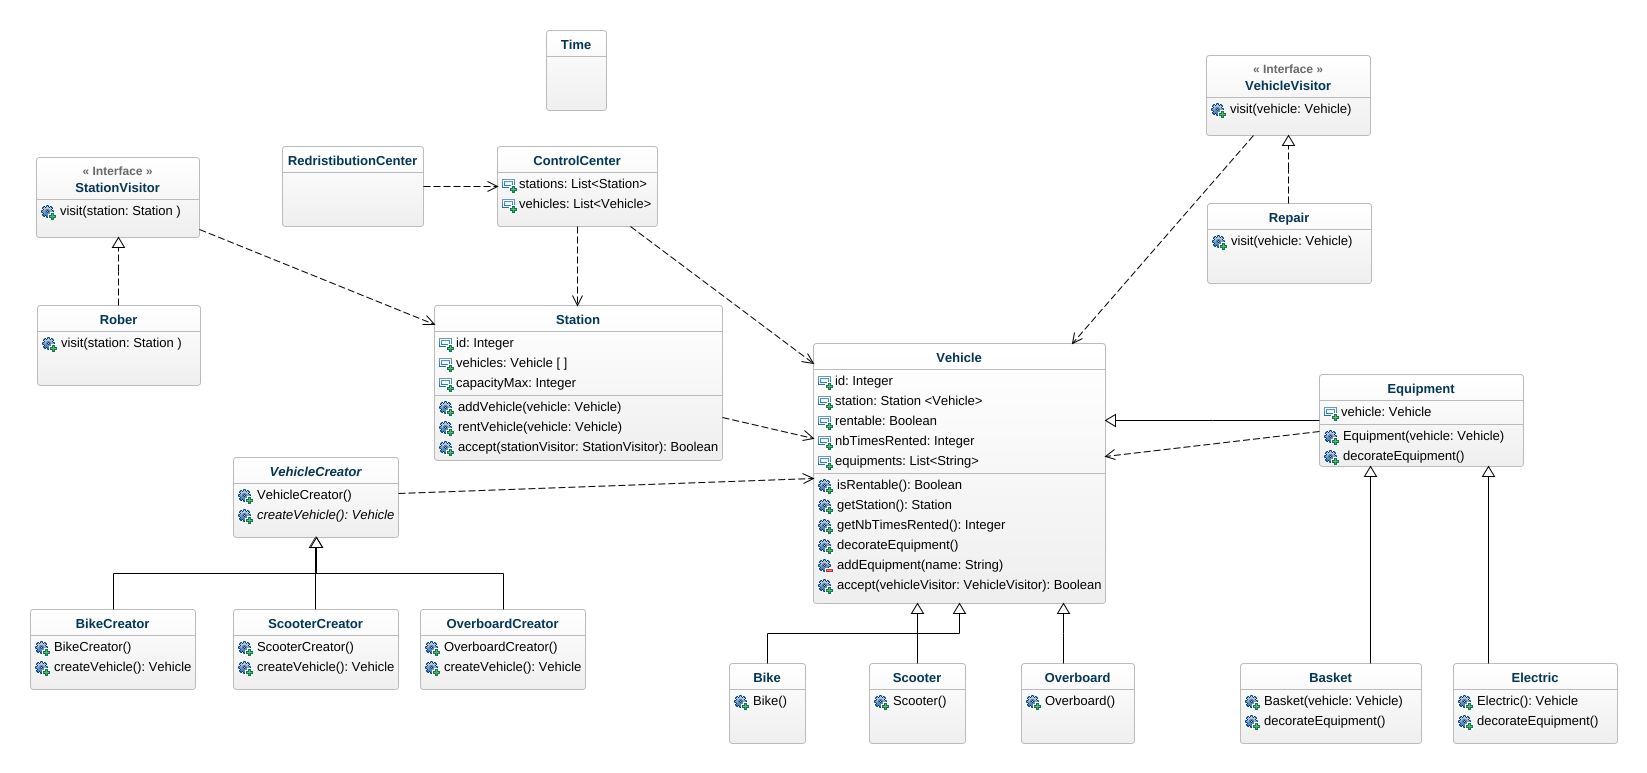 Time
« Interface »
VehicleVisitor
visit(vehicle: Vehicle)
RedristibutionCenter
ControlCenter
stations: List<Station>
vehicles: List<Vehicle>
« Interface »
StationVisitor
visit(station: Station )
Repair
visit(vehicle: Vehicle)
Rober
visit(station: Station )
Station
id: Integer
vehicles: Vehicle [ ]
capacityMax: Integer
addVehicle(vehicle: Vehicle)
rentVehicle(vehicle: Vehicle)
accept(stationVisitor: StationVisitor): Boolean
Vehicle
id: Integer
station: Station <Vehicle>
rentable: Boolean
nbTimesRented: Integer
equipments: List<String>
isRentable(): Boolean
getStation(): Station
getNbTimesRented(): Integer
decorateEquipment()
addEquipment(name: String)
accept(vehicleVisitor: VehicleVisitor): Boolean
Equipment
vehicle: Vehicle
Equipment(vehicle: Vehicle)
decorateEquipment()
VehicleCreator
VehicleCreator()
createVehicle(): Vehicle
BikeCreator
BikeCreator()
createVehicle(): Vehicle
ScooterCreator
ScooterCreator()
createVehicle(): Vehicle
OverboardCreator
OverboardCreator()
createVehicle(): Vehicle
Bike
Bike()
Scooter
Scooter()
Overboard
Overboard()
Basket
Basket(vehicle: Vehicle)
decorateEquipment()
Electric
Electric(): Vehicle
decorateEquipment()